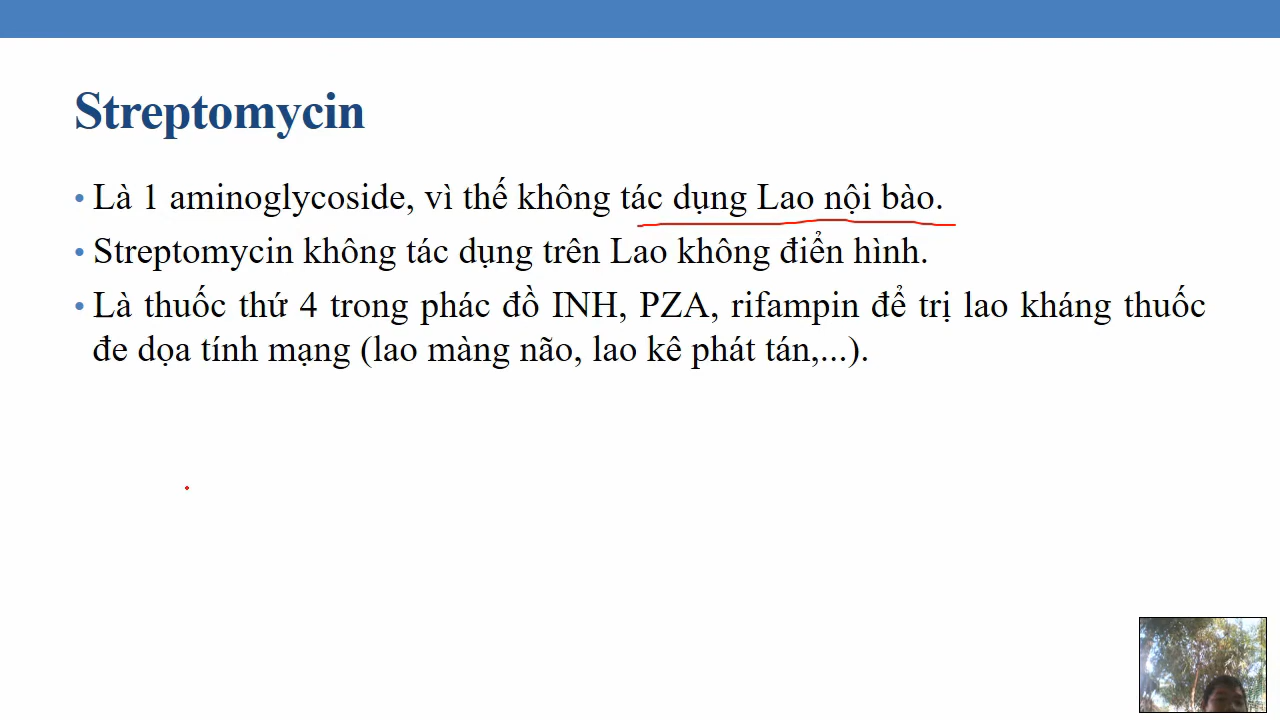 Streptomycin
• Là 1 aminoglycoside, vì thế không tác dụng Lao nội bào.
• Streptomycin không tác dụng trên Lao không điển hình.
• Là thuốc thứ 4 trong phác đồ INH, PZA, rifampin để trị lao kháng thuốc
đe dọa tính mạng (lao màng não, lao kê phát tán,...).